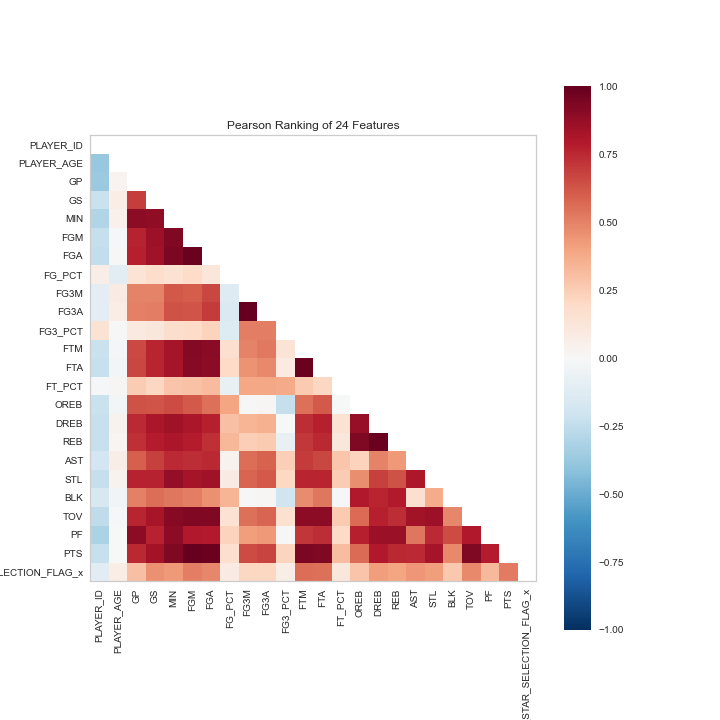 Pearson Ranking of 24 Features
PLAYER_ID
PLAYER_AGE
GP
GS
MIN
FGM
FGA
FG_PCT
FG3M
FG3A
FG3_PCT
FTM
FTA
FT_PCT
OREB
DREB
REB
AST
STL
BLK
TOV
PF
PTS
LECTION_FLAG_x
PLAYER_ID
PLAYER_AGE
GP
GS
MIN
FGM
FGA
FG_PCT
FG3M
FG3A
FG3_PCT
FTM
FTA
FT_PCT
OREB
DREB
REB
AST
STL
BLK
TOV
PF
PTS
STAR_SELECTION_FLAG_x
1.00
0.75
0.50
0.25
0.00
−0.25
−0.50
−0.75
−1.00